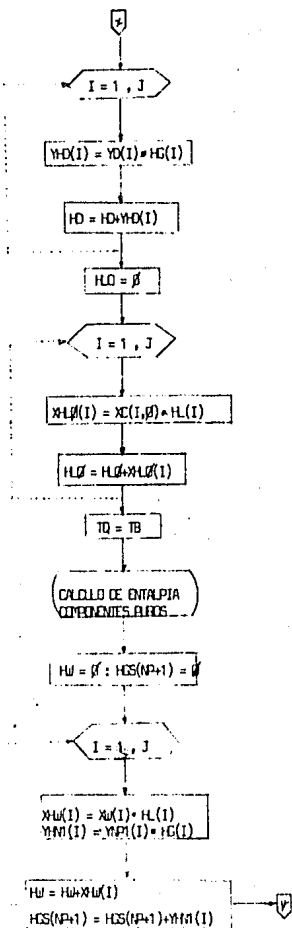 I = 1 , J
YHD(I) = YD(I)*HG(I)
HD = HD+YHD(I)
HL0 = Ø
I = 1 , J
XHLØ(I) = XC(I,Ø)*HL(I)
HLØ = HLØ+XHLØ(I)
TQ = TB
CALCULO DE ENTALPIA
COMPONENTES PUROS
HW = Ø : HGS(NP+1) = Ø
I = 1 , J
XHW(I) = XW(I)*HL(I)
YHN1(I) = YNP1(I)*HG(I)
HW = HW+XHW(I)
HGS(NP+1) = HGS(NP+1)+YHN1(I)
Y